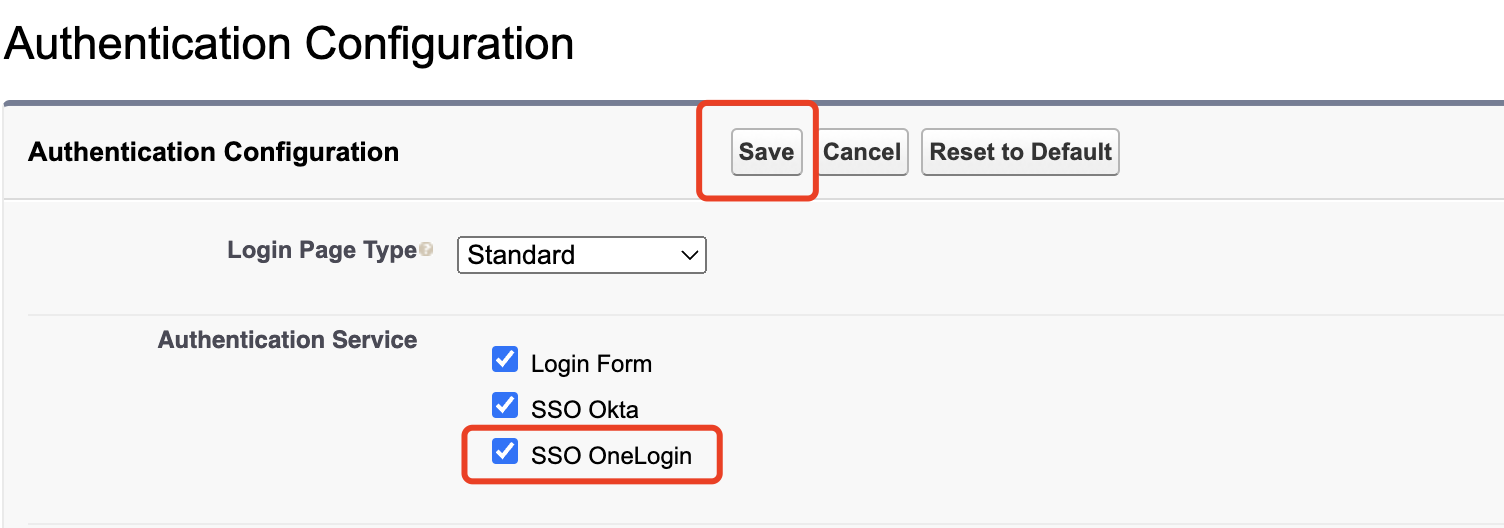 Authentication Configuration
Authentication Configuration Save Cancel Reset to Default
Login Page Type ? Standard
Authentication Service
Login Form
SSO Okta
SSO OneLogin